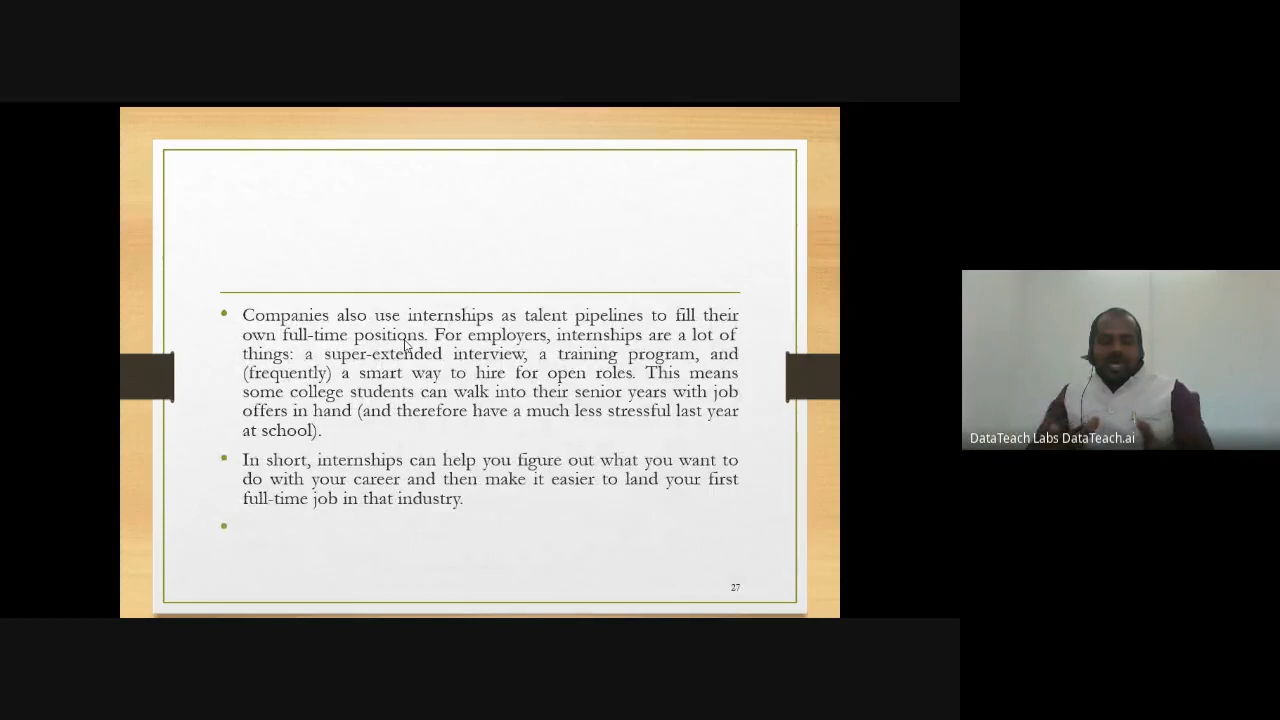 Companies also use internships as talent pipelines to fill their
own full-time positions. For employers, internships are a lot of
things: a super-extended interview, a training program, and
(frequently) a smart way to hire for open roles. This means
some college students can walk into their senior years with job
offers in hand (and therefore have a much less stressful last year
at school).
In short, internships can help you figure out what you want to
do with your career and then make it easier to land your first
full-time job in that industry.
27
DataTeach Labs DataTeach.ai